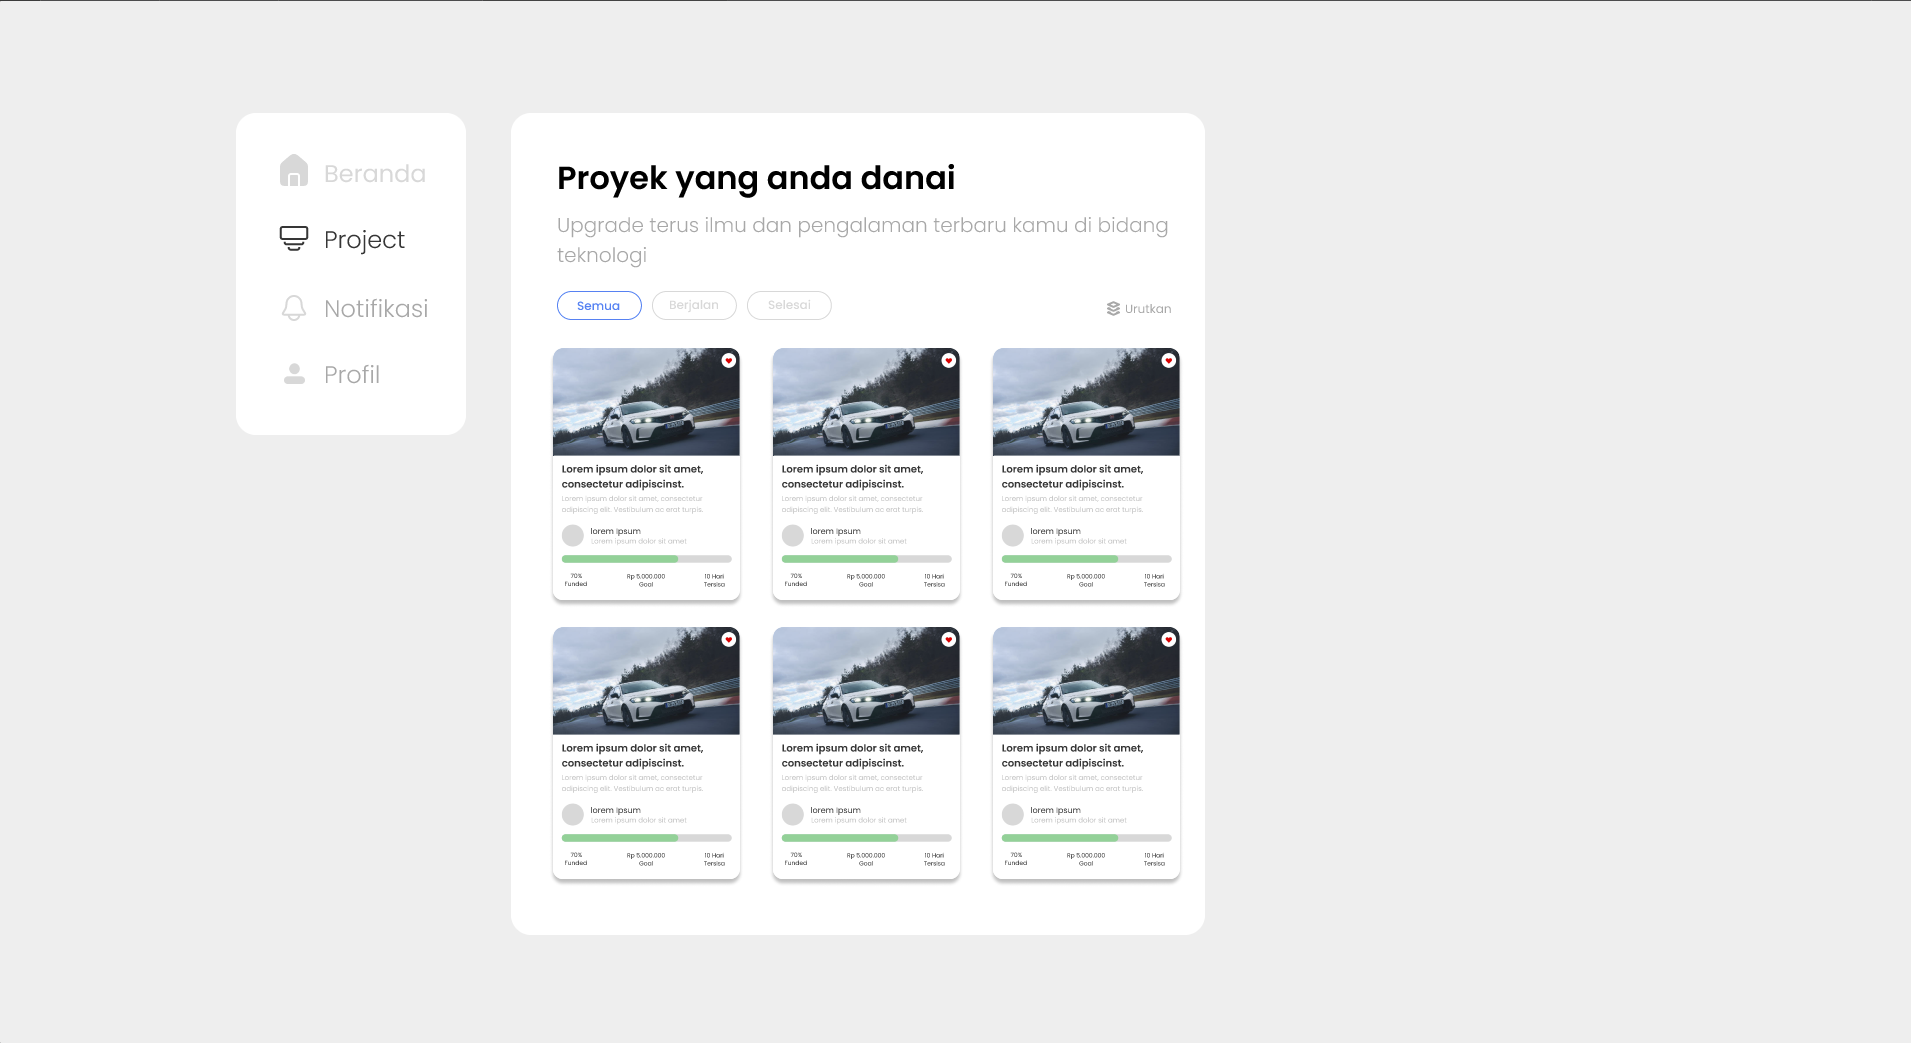 Beranda
Project
Notifikasi
Profil
Proyek yang anda danai
Upgrade terus ilmu dan pengalaman terbaru kamu di bidang
teknologi
Semua
Berjalan
Selesai
Urutkan
Lorem ipsum dolor sit amet,
consectetur adipiscinst.
Lorem ipsum dolor sit amet, consectetur
adipiscing elit. Vestibulum ac erat turpis.
lorem ipsum
Lorem ipsum dolor sit amet
70%
Funded
Rp 5.000.000
Goal
10 Hari
Tersisa
Lorem ipsum dolor sit amet,
consectetur adipiscinst.
Lorem ipsum dolor sit amet, consectetur
adipiscing elit. Vestibulum ac erat turpis.
lorem ipsum
Lorem ipsum dolor sit amet
70%
Funded
Rp 5.000.000
Goal
10 Hari
Tersisa
Lorem ipsum dolor sit amet,
consectetur adipiscinst.
Lorem ipsum dolor sit amet, consectetur
adipiscing elit. Vestibulum ac erat turpis.
lorem ipsum
Lorem ipsum dolor sit amet
70%
Funded
Rp 5.000.000
Goal
10 Hari
Tersisa
Lorem ipsum dolor sit amet,
consectetur adipiscinst.
Lorem ipsum dolor sit amet, consectetur
adipiscing elit. Vestibulum ac erat turpis.
lorem ipsum
Lorem ipsum dolor sit amet
70%
Funded
Rp 5.000.000
Goal
10 Hari
Tersisa
Lorem ipsum dolor sit amet,
consectetur adipiscinst.
Lorem ipsum dolor sit amet, consectetur
adipiscing elit. Vestibulum ac erat turpis.
lorem ipsum
Lorem ipsum dolor sit amet
70%
Funded
Rp 5.000.000
Goal
10 Hari
Tersisa
Lorem ipsum dolor sit amet,
consectetur adipiscinst.
Lorem ipsum dolor sit amet, consectetur
adipiscing elit. Vestibulum ac erat turpis.
lorem ipsum
Lorem ipsum dolor sit amet
70%
Funded
Rp 5.000.000
Goal
10 Hari
Tersisa